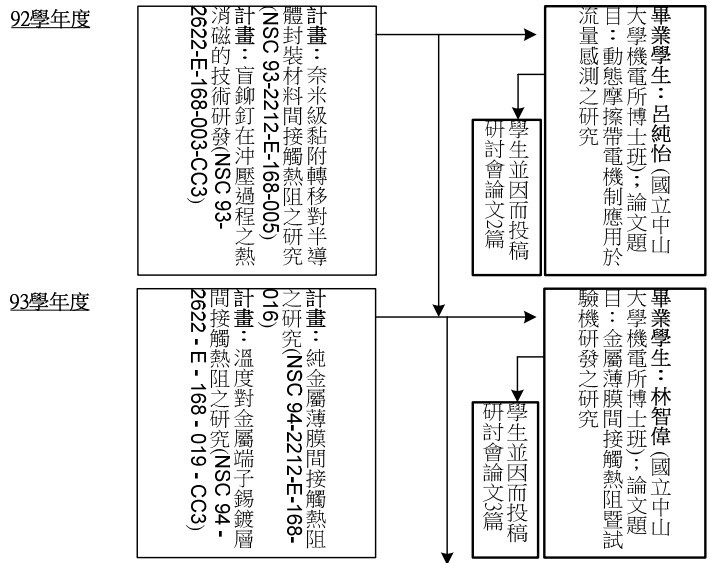 92學年度
計畫：奈米級黏附轉移對半導
體封裝材料間接觸熱阻之研究
(NSC 93-2212-E-168-005)
計畫：盲鉚釘在沖壓過程之熱
消磁的技術研發(NSC 93-
2622-E-168-003-CC3)
畢業學生：呂純怡 (國立中山
大學機電所博士班)；論文題
目：動態摩擦帶電機制應用於
流量感測之研究
學生並因而投稿
研討會論文2篇
93學年度
計畫：純金屬薄膜間接觸熱阻
之研究(NSC 94-2212-E-168-
016)
計畫：溫度對金屬端子錫鍍層
間接觸熱阻之研究(NSC 94 -
2622 - E - 168 - 019 - CC3)
畢業學生：林智偉 (國立中山
大學機電所博士班)；論文題
目：金屬薄膜間接觸熱阻暨試
驗機研發之研究
學生並因而投稿
研討會論文3篇